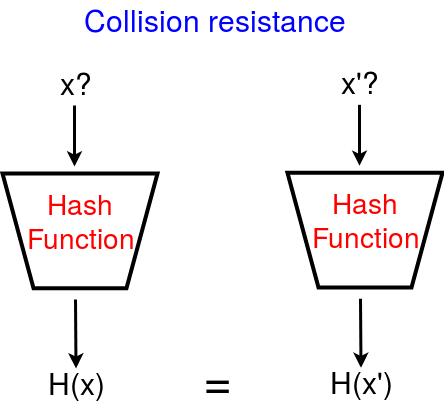 Collision resistance
x?
x'?
Hash
Function
Hash
Function
H(x)
=
H(x')